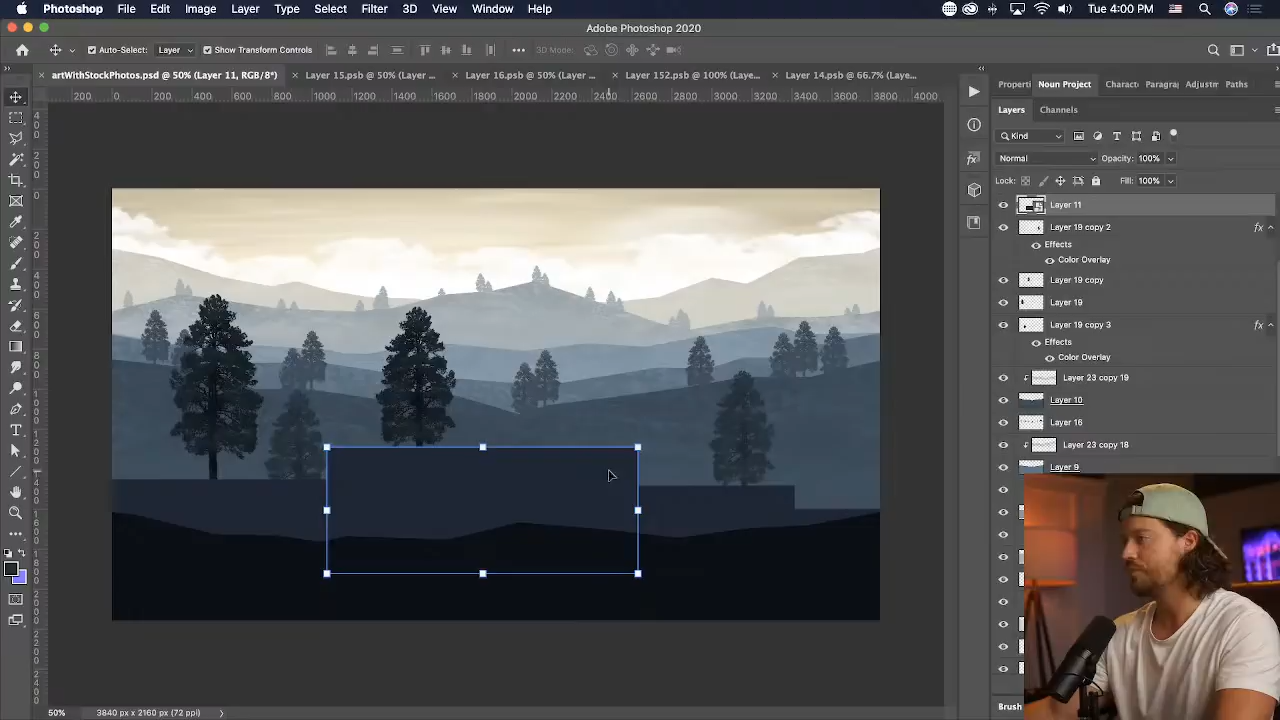 Photoshop File Edit Image Layer Type Select Filter 3D View Window Help Tue 4:00 PM
Adobe Photoshop 2020
Auto-Select: Layer Show Transform Controls 3D Mode:
artWithStockPhotos.psd @ 50% (Layer 11, RGB/8*) Layer 15.psb @ 50% (Layer ... Layer 16.psb @ 50% (Layer ... Layer 152.psb @ 100% (Laye... Layer 14.psb @ 66.7% (Laye...
Properti Noun Project Charact Paragra Adjustm Paths
200 0 200 400 600 800 1000 1200 1400 1600 1800 2000 2200 2400 2600 2800 3000 3200 3400 3600 3800 4000
Layers Channels
Kind
Normal Opacity: 100%
Lock: Fill: 100%
Layer 11
Layer 19 copy 2 fx
Effects
Color Overlay
Layer 19 copy
Layer 19
Layer 19 copy 3 fx
Effects
Color Overlay
Layer 23 copy 19
Layer 10
Layer 16
Layer 23 copy 18
Layer 9
Brush
50% 3840 px x 2160 px (72 ppi)